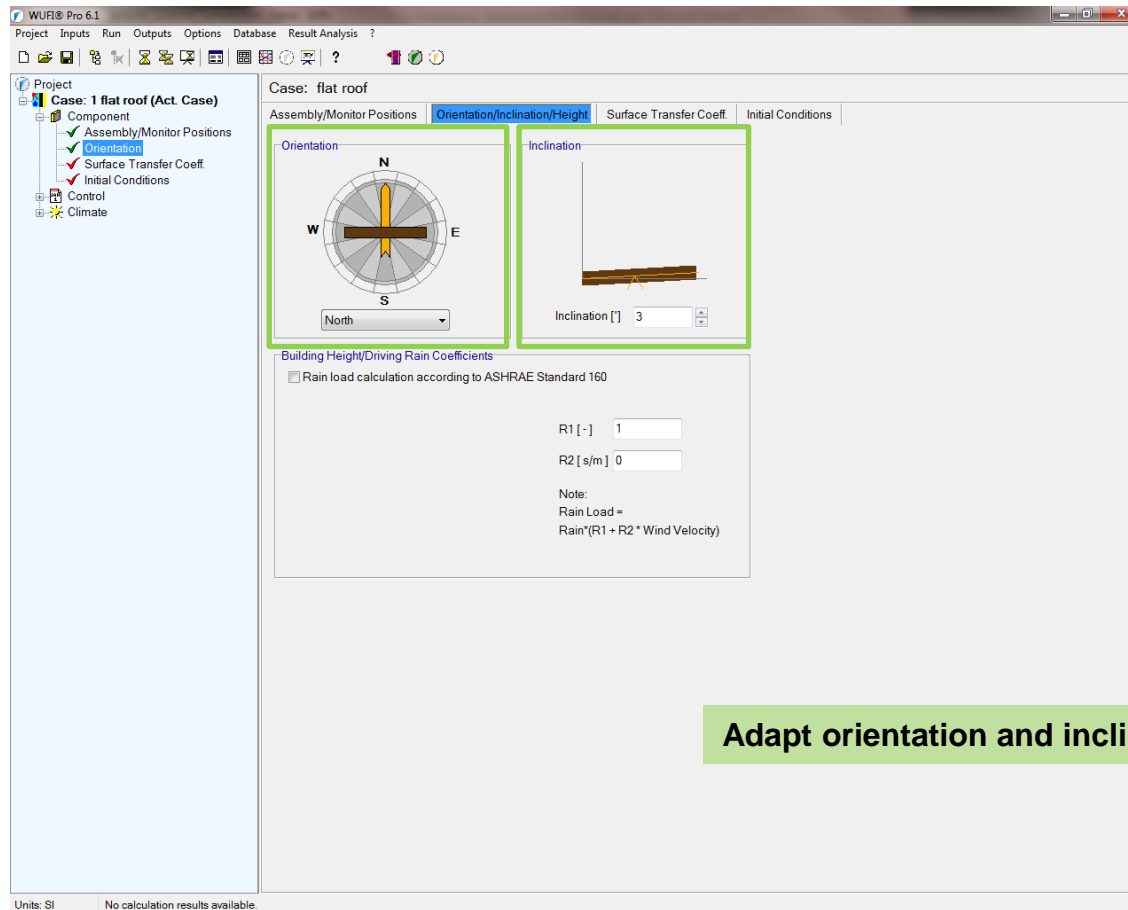 WUFI® Pro 6.1
Project Inputs Run Outputs Options Database Result Analysis ?
Project
Case: 1 flat roof (Act. Case)
Component
Assembly/Monitor Positions
Orientation
Surface Transfer Coeff.
Initial Conditions
Control
Climate
Case: flat roof
Assembly/Monitor Positions Orientation/Inclination/Height Surface Transfer Coeff. Initial Conditions
Orientation
N
W E
S
North
Inclination
Inclination [°] 3
Building Height/Driving Rain Coefficients
Rain load calculation according to ASHRAE Standard 160
R1 [ - ] 1
R2 [ s/m ] 0
Note:
Rain Load =
Rain*(R1 + R2 * Wind Velocity)
Adapt orientation and incli
Units: SI No calculation results available.